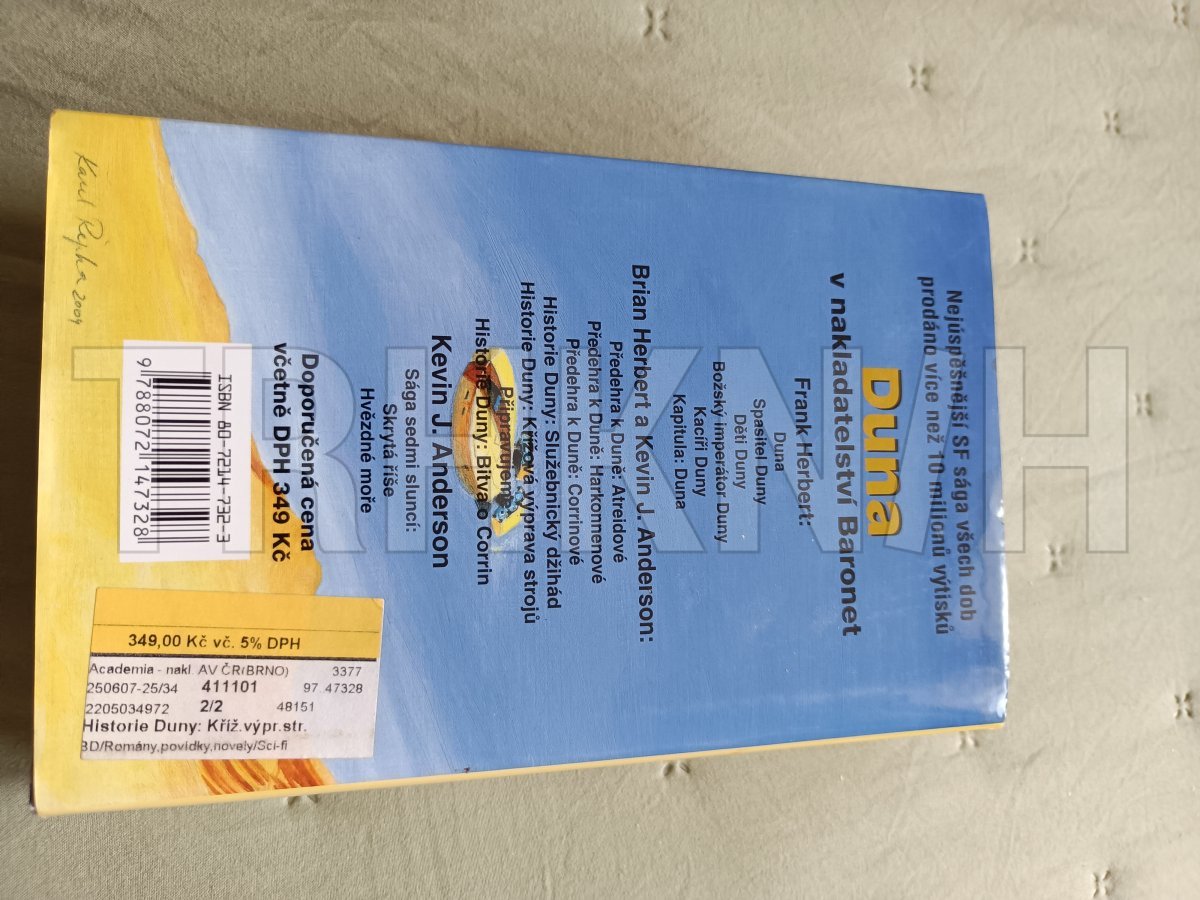 Nejúspěšnější SF sága všech dob
prodáno více než 10 milionů výtisků
Duna
v nakladatelství Baronet
Frank Herbert:
Duna
Spasitel Duny
Děti Duny
Božský imperátor Duny
Kacíři Duny
Kapitula: Duna
Brian Herbert a Kevin J. Anderson:
Předehra k Duně: Atreidové
Předehra k Duně: Harkonnenové
Předehra k Duně: Corrinové
Historie Duny: Služebnický džihád
Historie Duny: Křížová výprava strojů
Připravujeme:
Historie Duny: Bitva o Corrin
Kevin J. Anderson
Sága sedmi sluncí:
Skrytá říše
Hvězdné moře
Doporučená cena
včetně DPH 349 Kč
ISBN 80-7214-732-3
9 788072 147328
349,00 Kč vč. 5% DPH
Academia - nakl. AV ČR(BRNO) 3377
250607-25/34 411101 97 47328
2205034972 2/2 48151
Historie Duny: Kříž.výpr.str.
BD/Romány,povídky,novely/Sci-fi
2009